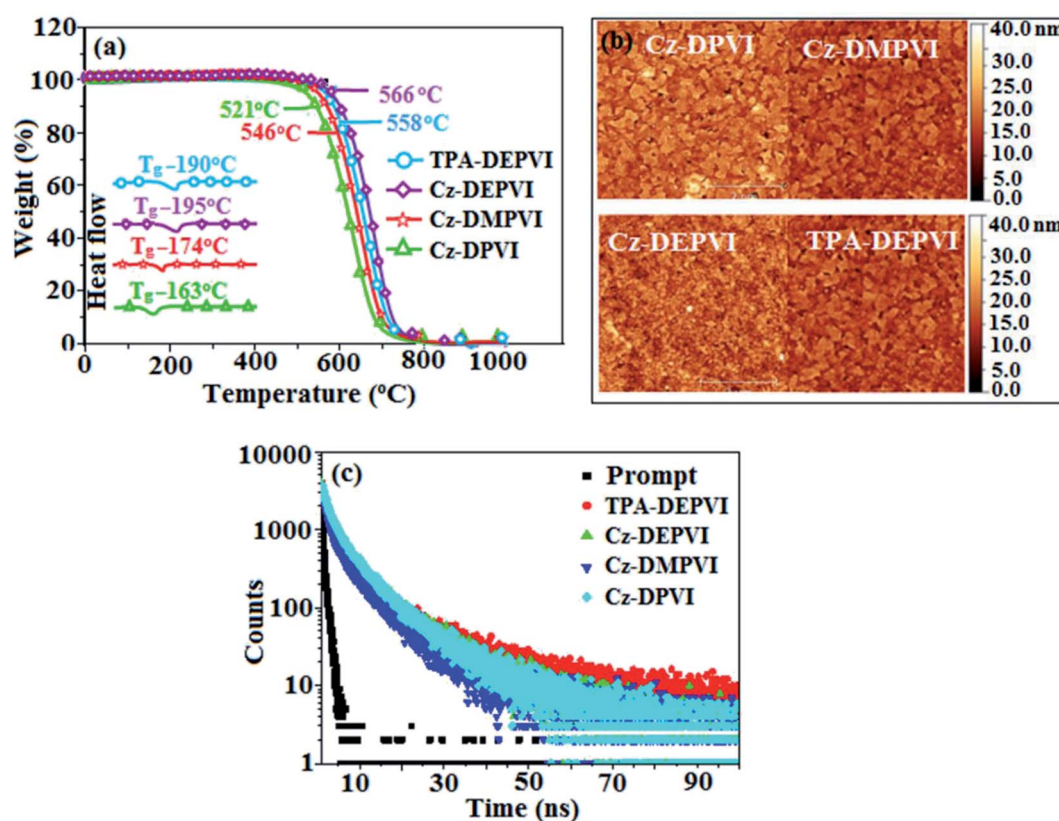 (a)
120
100
80
60
40
20
0
Weight (%)
Heat flow
521°C
546°C
566°C
558°C
TPA-DEPVI
Cz-DEPVI
Cz-DMPVI
Cz-DPVI
Tg-190°C
Tg-195°C
Tg-174°C
Tg-163°C
0 200 400 600 800 1000
Temperature (°C)
(b)
Cz-DPVI
Cz-DMPVI
40.0 nm
30.0
25.0
20.0
15.0
10.0
5.0
0.0
Cz-DEPVI
TPA-DEPVI
40.0 nm
30.0
25.0
20.0
15.0
10.0
5.0
0.0
(c)
10000
1000
100
10
1
Counts
Prompt
TPA-DEPVI
Cz-DEPVI
Cz-DMPVI
Cz-DPVI
10 30 50 70 90
Time (ns)